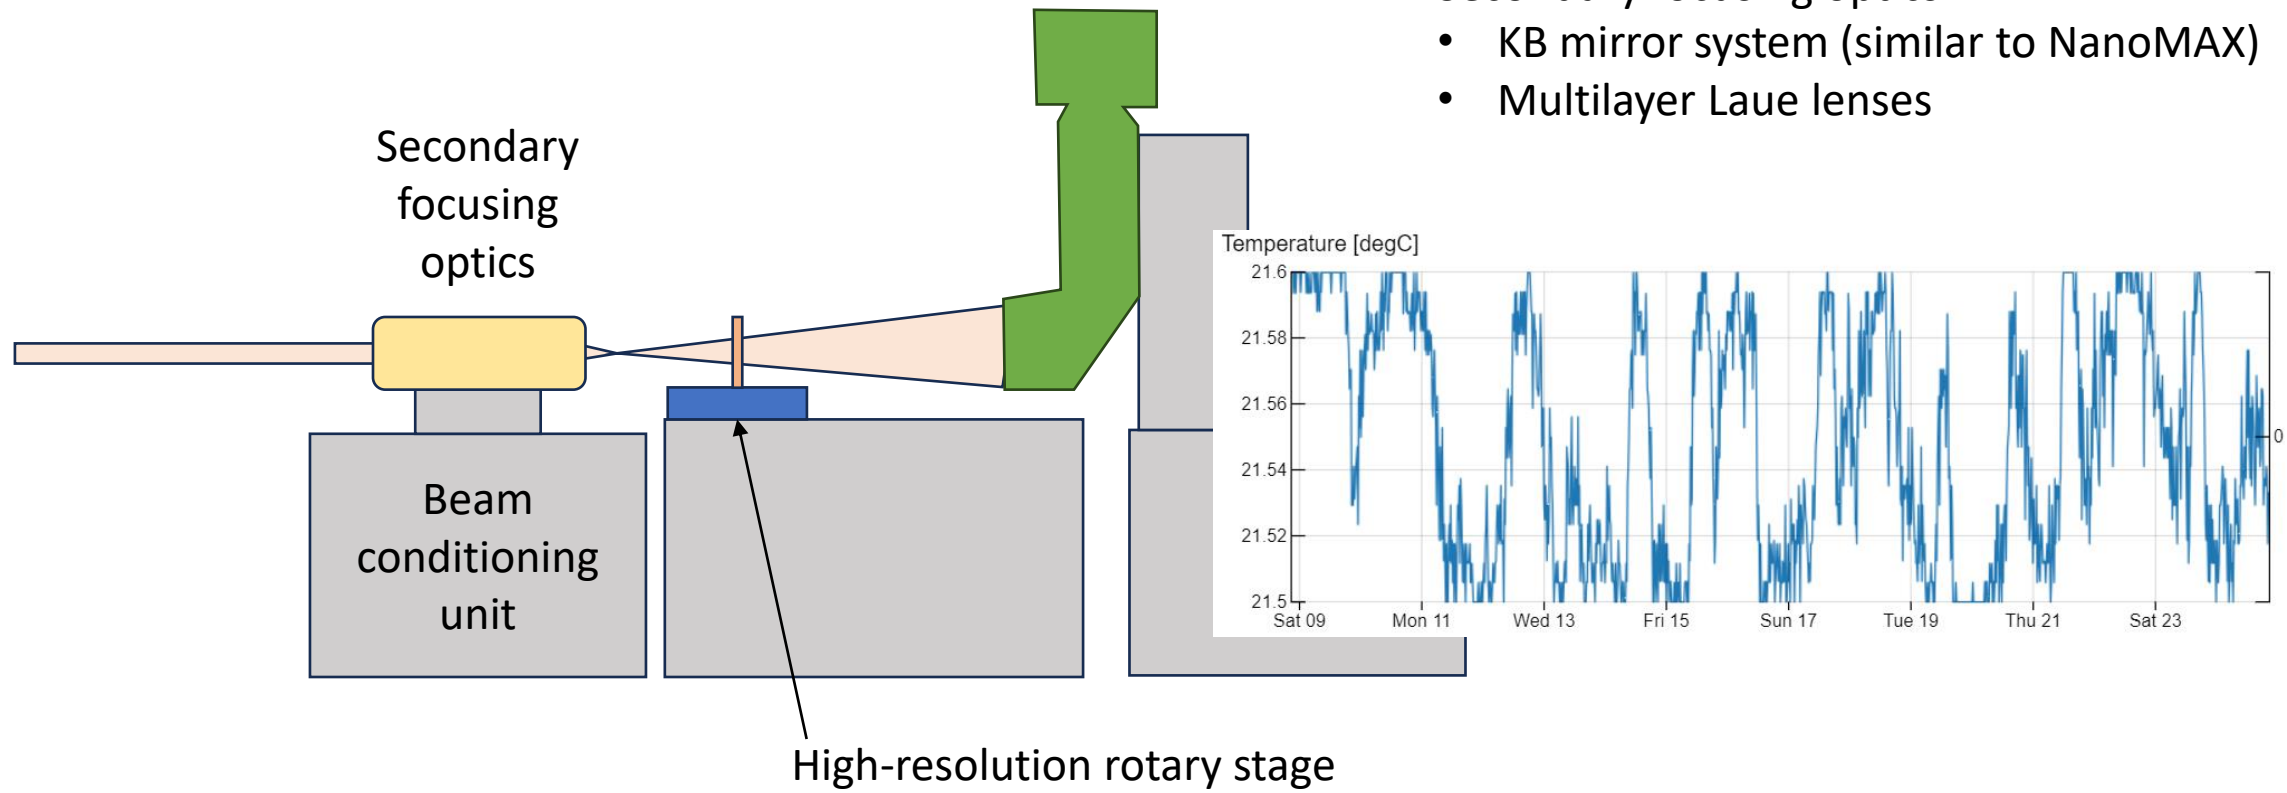 • KB mirror system (similar to NanoMAX)
• Multilayer Laue lenses
Secondary
focusing
optics
Beam
conditioning
unit
High-resolution rotary stage
Temperature [degC]
21.6
21.58
21.56
21.54
21.52
21.5
0
Sat 09 Mon 11 Wed 13 Fri 15 Sun 17 Tue 19 Thu 21 Sat 23